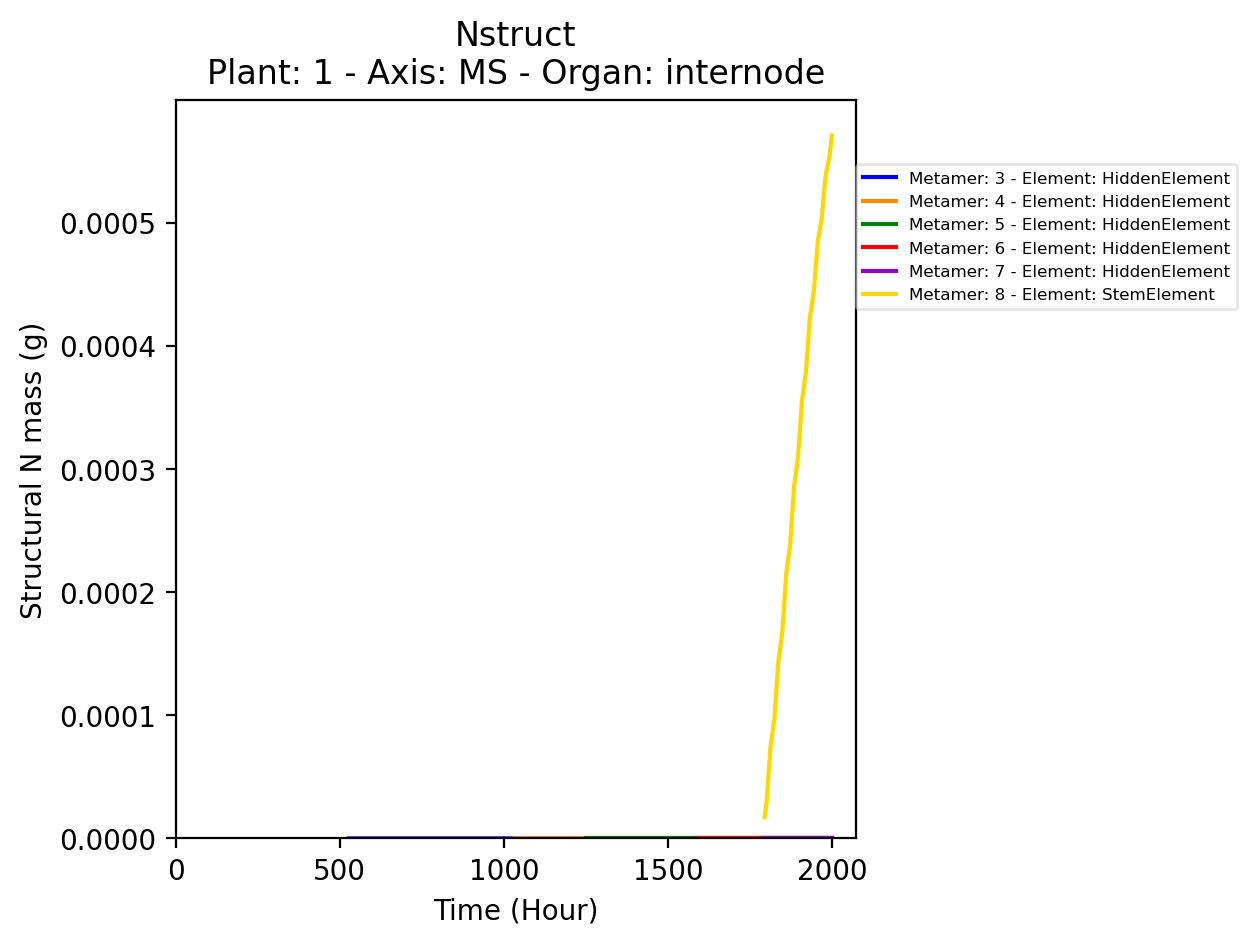 Nstruct
Plant: 1 - Axis: MS - Organ: internode
Structural N mass (g)
0.0005
0.0004
0.0003
0.0002
0.0001
0.0000
0
500
1000
1500
2000
Time (Hour)
Metamer: 3 - Element: HiddenElement
Metamer: 4 - Element: HiddenElement
Metamer: 5 - Element: HiddenElement
Metamer: 6 - Element: HiddenElement
Metamer: 7 - Element: HiddenElement
Metamer: 8 - Element: StemElement